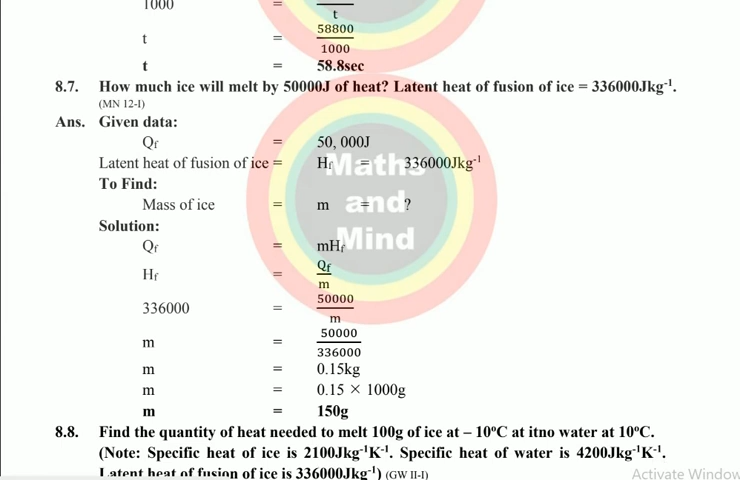 1000 =
t
t = 58800
1000
t = 58.8sec
8.7. How much ice will melt by 50000J of heat? Latent heat of fusion of ice = 336000Jkg⁻¹.
(MN 12-I)
Ans. Given data:
Qf = 50, 000J
Latent heat of fusion of ice = Hf = 336000Jkg⁻¹
To Find:
Mass of ice = m = ?
Solution:
Qf = mHf
Hf = Qf
m
336000 = 50000
m
m = 50000
336000
m = 0.15kg
m = 0.15 × 1000g
m = 150g
8.8. Find the quantity of heat needed to melt 100g of ice at – 10ºC at itno water at 10ºC.
(Note: Specific heat of ice is 2100Jkg⁻¹K⁻¹. Specific heat of water is 4200Jkg⁻¹K⁻¹.
Latent heat of fusion of ice is 336000Jkg⁻¹) (GW II-I)
Maths
and
Mind
Activate Window